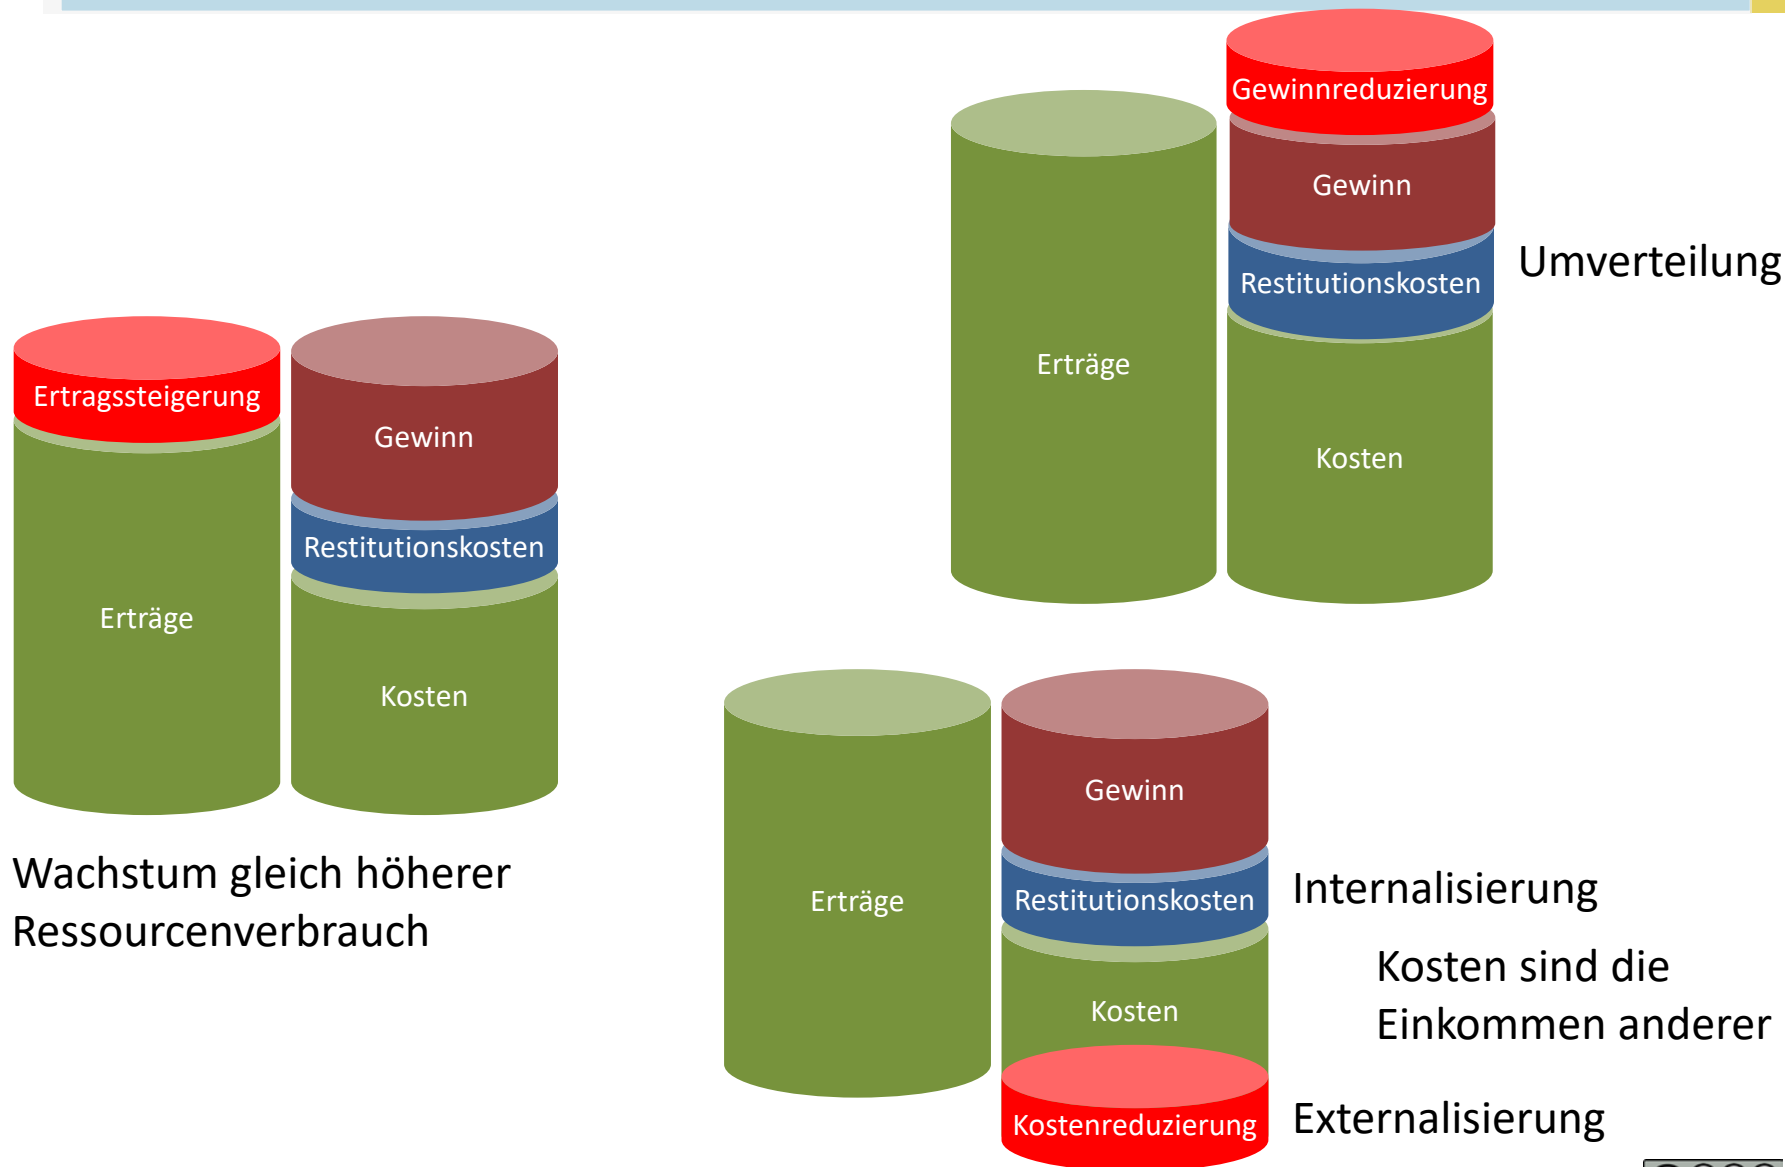 Gewinnreduzierung
Gewinn
Umverteilung
Restitutionskosten
Erträge
Kosten
Ertragssteigerung
Gewinn
Restitutionskosten
Erträge
Kosten
Wachstum gleich höherer
Ressourcenverbrauch
Gewinn
Erträge
Restitutionskosten
Internalisierung
Kosten sind die
Einkommen anderer
Kosten
Kostenreduzierung
Externalisierung